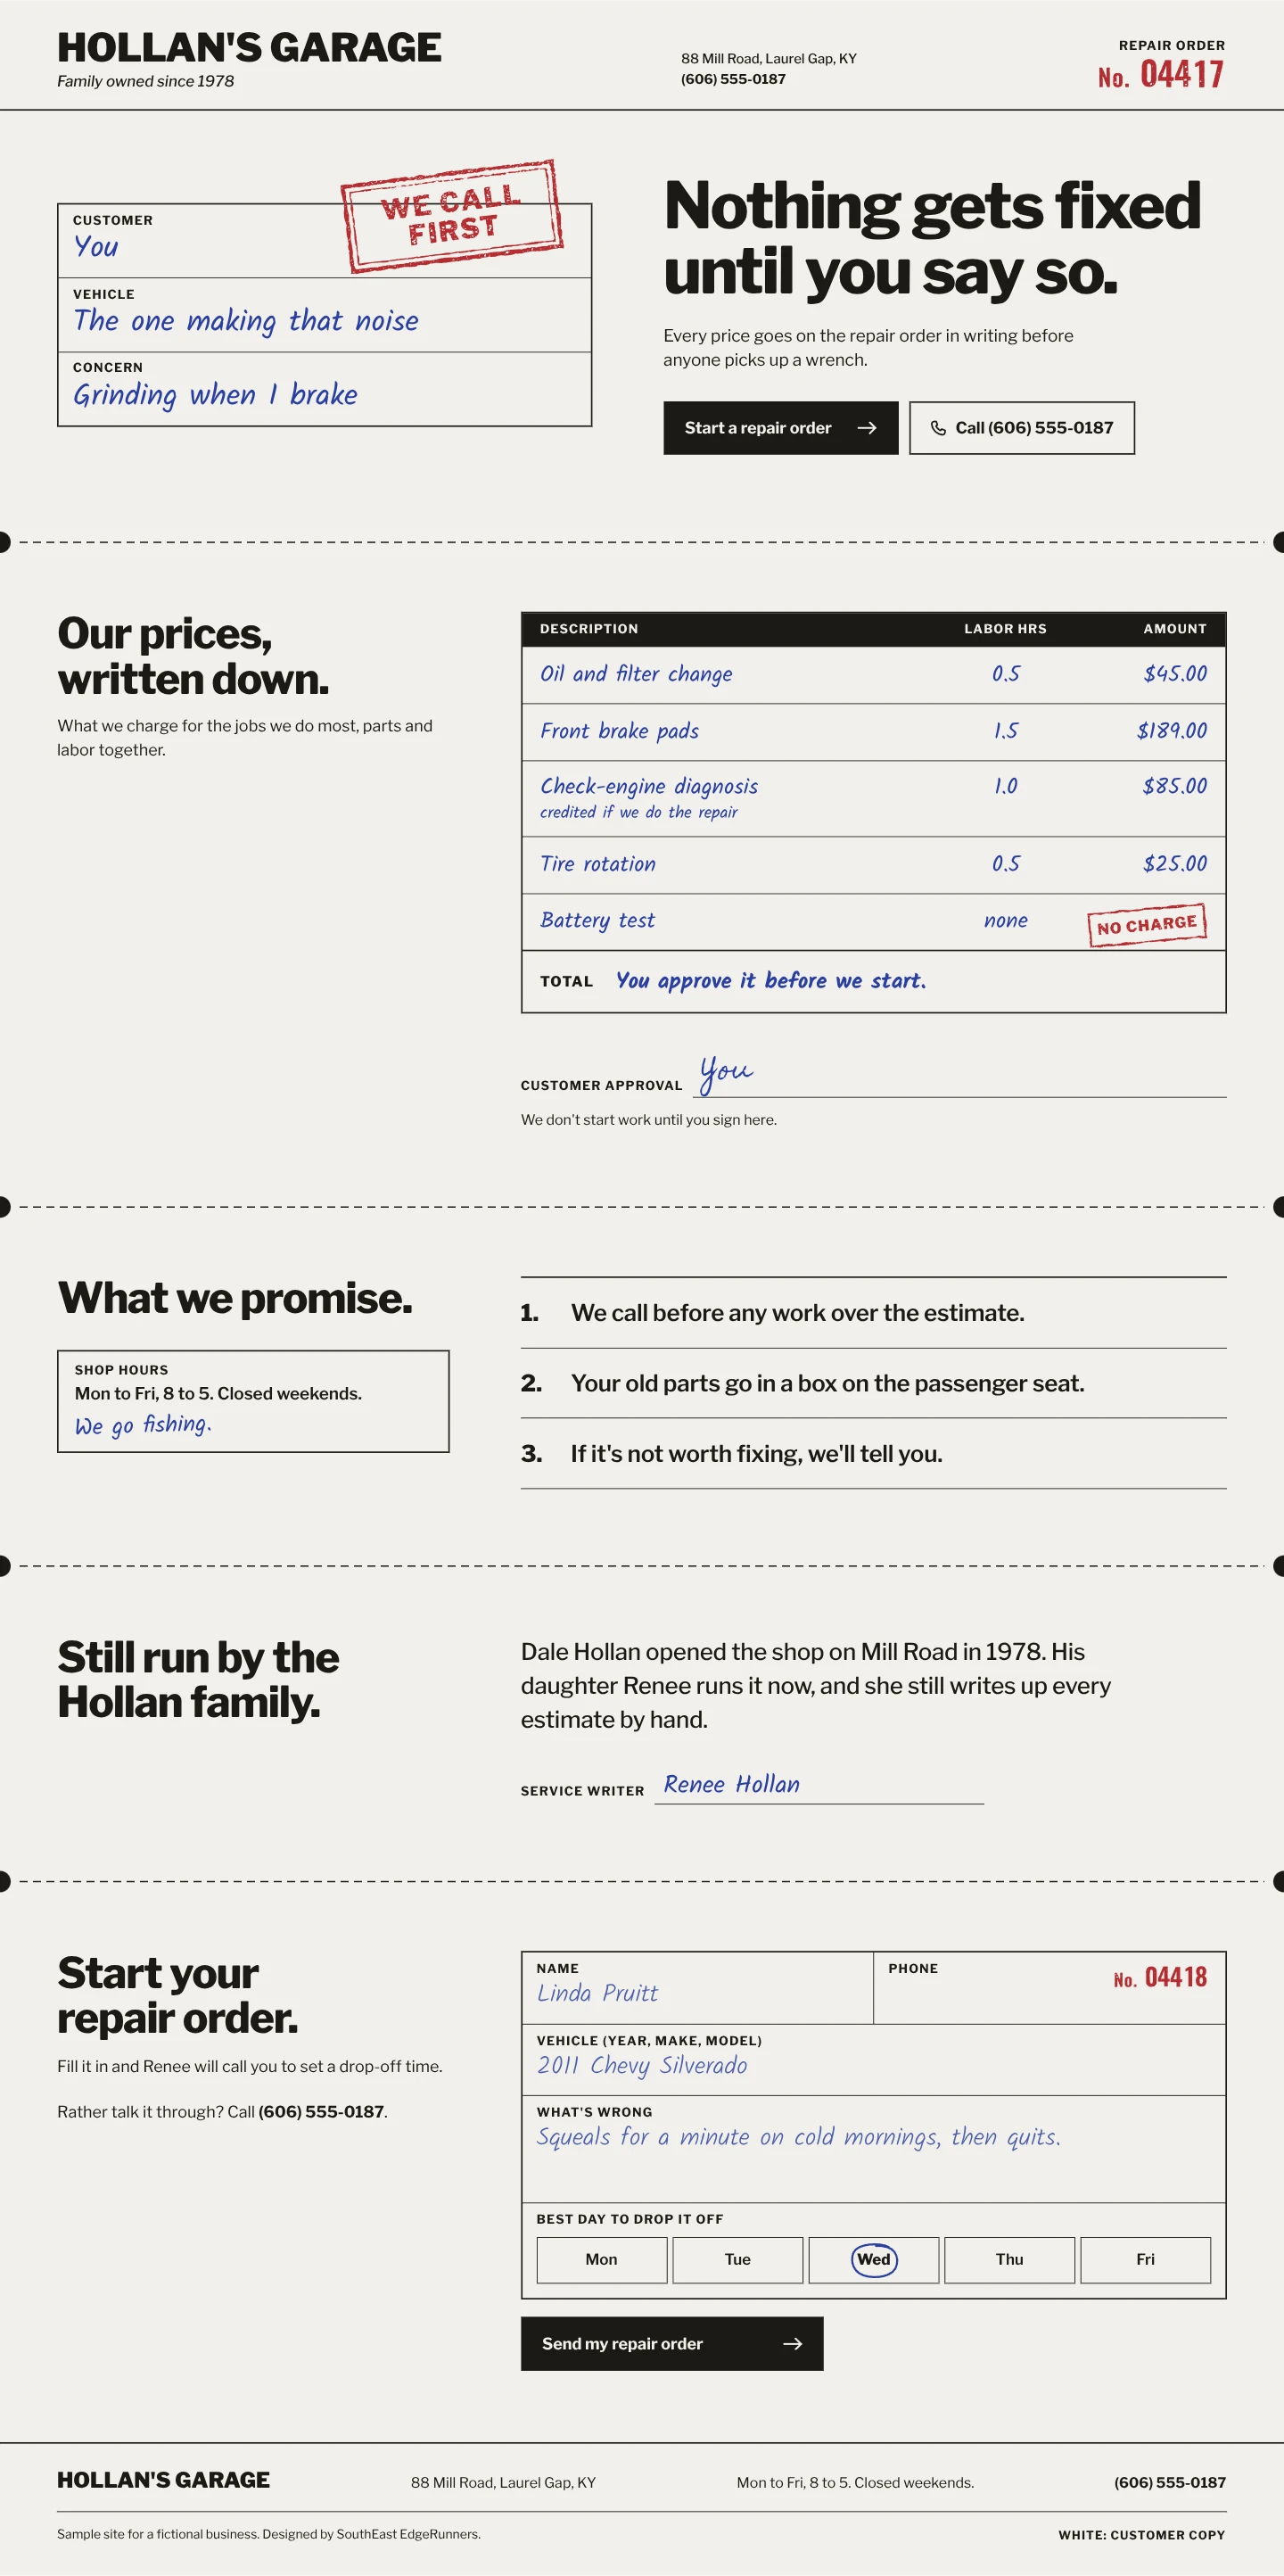 HOLLAN'S GARAGE
Family owned since 1978
88 Mill Road, Laurel Gap, KY
(606) 555-0187
REPAIR ORDER
No. 04417
WE CALL
FIRST
CUSTOMER
You
VEHICLE
The one making that noise
CONCERN
Grinding when I brake
Nothing gets fixed
until you say so.
Every price goes on the repair order in writing before
anyone picks up a wrench.
Start a repair order →
Call (606) 555-0187
Our prices,
written down.
What we charge for the jobs we do most, parts and
labor together.
DESCRIPTION LABOR HRS AMOUNT
Oil and filter change 0.5 $45.00
Front brake pads 1.5 $189.00
Check-engine diagnosis 1.0 $85.00
credited if we do the repair
Tire rotation 0.5 $25.00
Battery test none NO CHARGE
TOTAL You approve it before we start.
CUSTOMER APPROVAL You
We don't start work until you sign here.
What we promise.
SHOP HOURS
Mon to Fri, 8 to 5. Closed weekends.
We go fishing.
1. We call before any work over the estimate.
2. Your old parts go in a box on the passenger seat.
3. If it's not worth fixing, we'll tell you.
Still run by the
Hollan family.
Dale Hollan opened the shop on Mill Road in 1978. His
daughter Renee runs it now, and she still writes up every
estimate by hand.
SERVICE WRITER Renee Hollan
Start your
repair order.
Fill it in and Renee will call you to set a drop-off time.
Rather talk it through? Call (606) 555-0187.
NAME
Linda Pruitt
PHONE
No. 04418
VEHICLE (YEAR, MAKE, MODEL)
2011 Chevy Silverado
WHAT'S WRONG
Squeals for a minute on cold mornings, then quits.
BEST DAY TO DROP IT OFF
Mon Tue Wed Thu Fri
Send my repair order →
HOLLAN'S GARAGE 88 Mill Road, Laurel Gap, KY Mon to Fri, 8 to 5. Closed weekends. (606) 555-0187
Sample site for a fictional business. Designed by SouthEast EdgeRunners. WHITE: CUSTOMER COPY